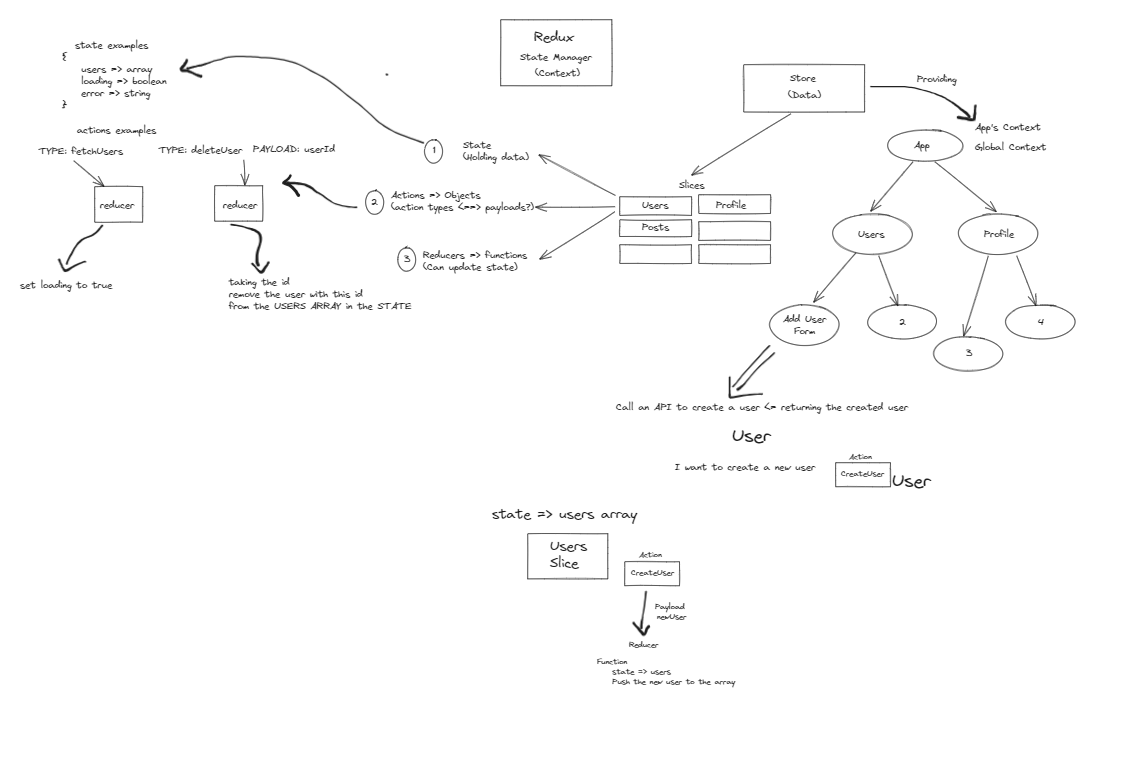 Redux
State Manager
(Context)
state examples
{
users => array
loading => boolean
error => string
}
actions examples
TYPE: fetchUsers
TYPE: deleteUser PAYLOAD: userId
reducer
reducer
set loading to true
taking the id
remove the user with this id
from the USERS ARRAY in the STATE
1
State
(Holding data)
2
Actions => Objects
(action types <==> payloads?)
3
Reducers => functions
(Can update state)
Store
(Data)
Providing
App's Context
Global Context
Slices
Users
Profile
Posts
App
Users
Profile
Add User
Form
2
3
4
Call an API to create a user <= returning the created user
User
I want to create a new user
Action
CreateUser
User
state => users array
Users
Slice
Action
CreateUser
Payload
newUser
Reducer
Function
state => users
Push the new user to the array